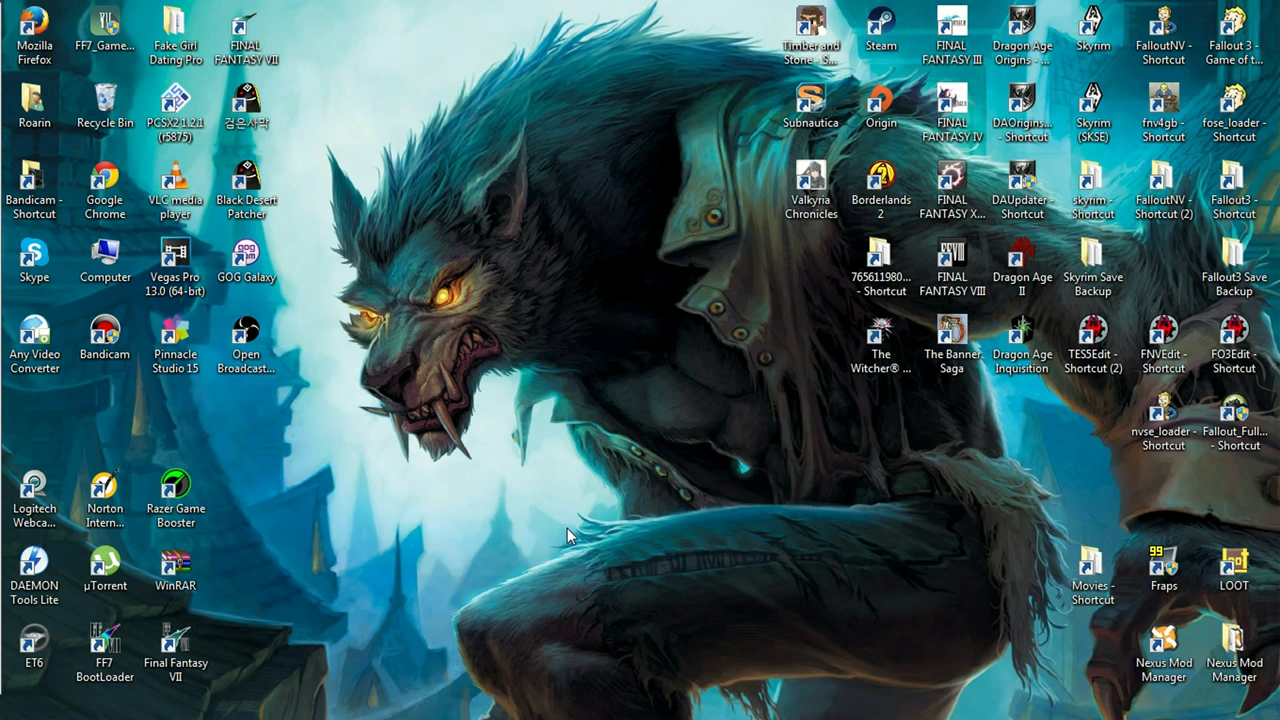 Mozilla
Firefox
FF7_Game...
Fake Girl
Dating Pro
FINAL
FANTASY VII
Timber and
Stone - S...
Steam
FINAL
FANTASY III
Dragon Age
Origins - ...
Skyrim
FalloutNV -
Shortcut
Fallout 3 -
Game of t...
Roarin
Recycle Bin
PCSX2 1.2.1
(r5875)
검은사막
Subnautica
Origin
FINAL
FANTASY IV
DAOrigins...
- Shortcut
Skyrim
(SKSE)
fnv4gb -
Shortcut
fose_loader -
Shortcut
Bandicam -
Shortcut
Google
Chrome
VLC media
player
Black Desert
Patcher
Valkyria
Chronicles
Borderlands
2
FINAL
FANTASY X...
DAUpdater -
Shortcut
skyrim -
Shortcut
FalloutNV -
Shortcut (2)
Fallout3 -
Shortcut
Skype
Computer
Vegas Pro
13.0 (64-bit)
gog
GOG Galaxy
765611980...
- Shortcut
FFVIII
FINAL
FANTASY VIII
Dragon Age
II
Skyrim Save
Backup
Fallout3 Save
Backup
Any Video
Converter
Bandicam
Pinnacle
Studio 15
Open
Broadcast...
The
Witcher® ...
The Banner
Saga
Dragon Age
Inquisition
TES5Edit -
Shortcut (2)
FNVEdit -
Shortcut
FO3Edit -
Shortcut
nvse_loader -
Shortcut
Fallout_Full...
- Shortcut
Logitech
Webca...
Norton
Intern...
Razer Game
Booster
DAEMON
Tools Lite
µTorrent
WinRAR
Movies -
Shortcut
99
Fraps
LOOT
ET6
FF7
BootLoader
Final Fantasy
VII
Nexus Mod
Manager
Nexus Mod
Manager